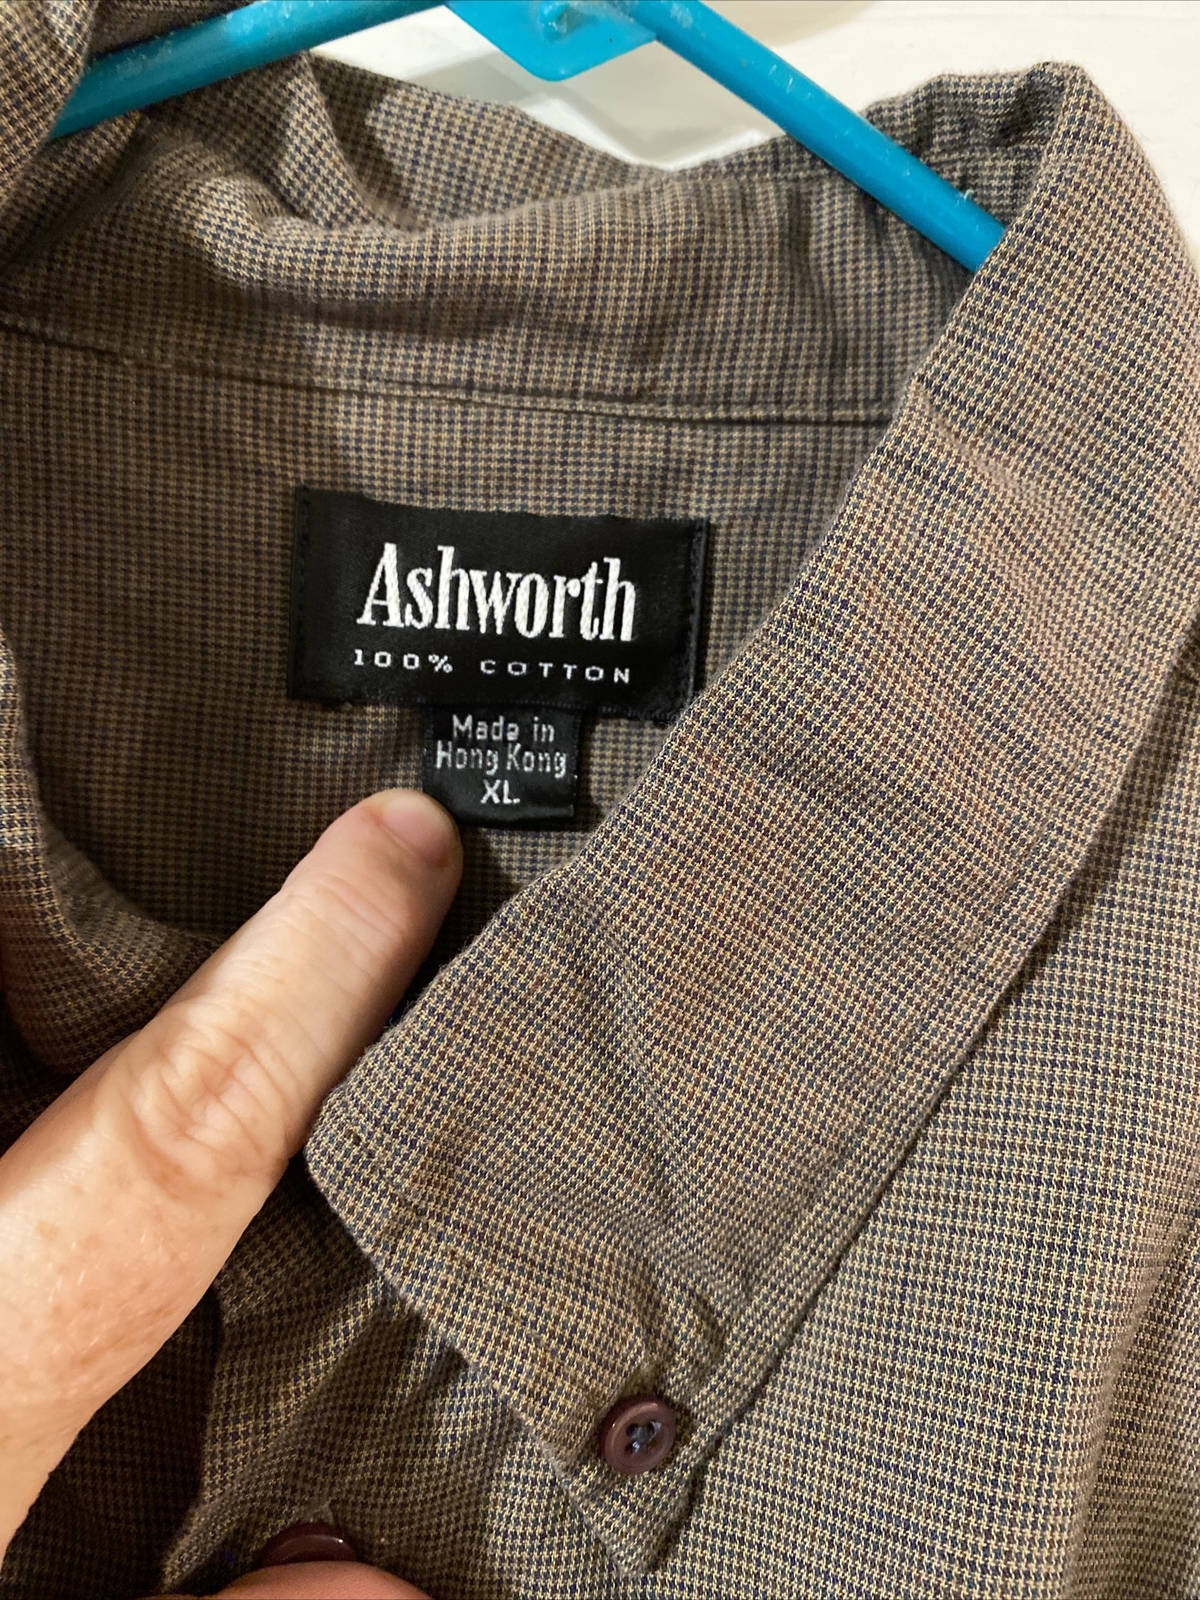 Ashworth
100% COTTON
Made in
Hong Kong
XL